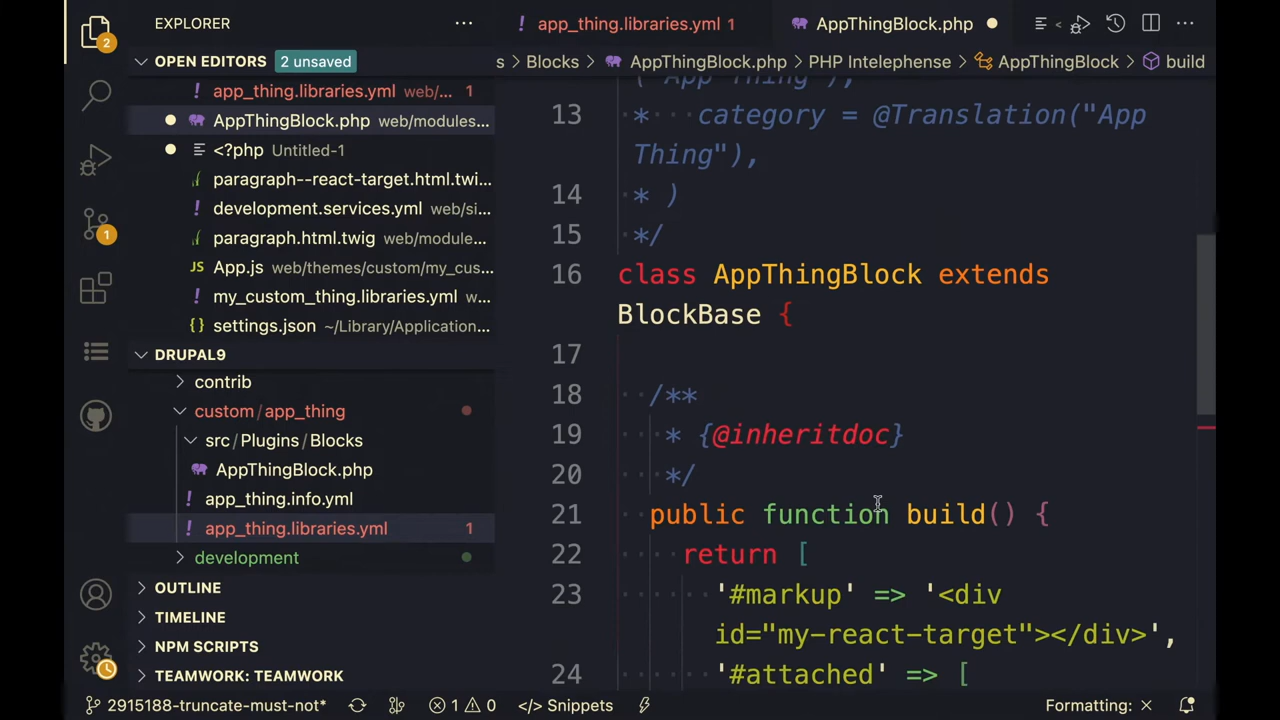 EXPLORER
app_thing.libraries.yml 1
AppThingBlock.php
OPEN EDITORS 2 unsaved
s > Blocks > AppThingBlock.php > PHP Intelephense > AppThingBlock > build
app_thing.libraries.yml web/... 1
AppThingBlock.php web/modules...
<?php Untitled-1
paragraph--react-target.html.twi...
development.services.yml web/si...
paragraph.html.twig web/module...
JS App.js web/themes/custom/my_cus...
my_custom_thing.libraries.yml w...
{} settings.json ~/Library/Application...
DRUPAL9
contrib
custom / app_thing
src / Plugins / Blocks
AppThingBlock.php
! app_thing.info.yml
! app_thing.libraries.yml 1
development
OUTLINE
TIMELINE
NPM SCRIPTS
TEAMWORK: TEAMWORK
("App Thing"),
13 * category = @Translation("App
Thing"),
14 * )
15 */
16 class AppThingBlock extends
BlockBase {
17
18 /**
19 * {@inheritdoc}
20 */
21 public function build() {
22 return [
23 '#markup' => '<div
id="my-react-target"></div>',
24 '#attached' => [
2
1
2915188-truncate-must-not* 1 0 </> Snippets Formatting: ×